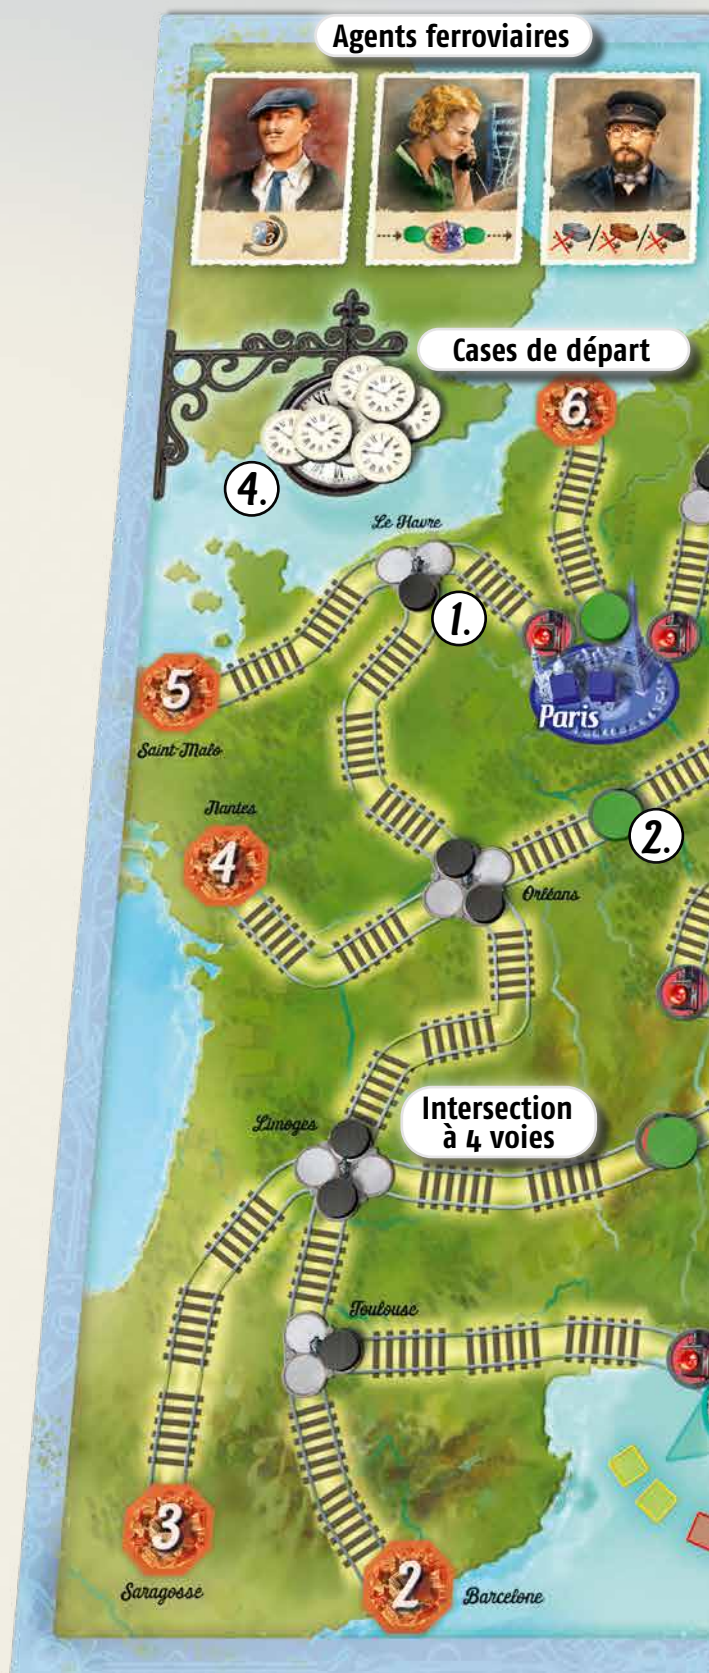 Agents ferroviaires
Cases de départ
6.
4.
Le Havre
1.
5
Paris
Saint-Malo
Nantes
2.
4
Orléans
Intersection
à 4 voies
Limoges
Toulouse
3
2
Saragosse
Barcelone